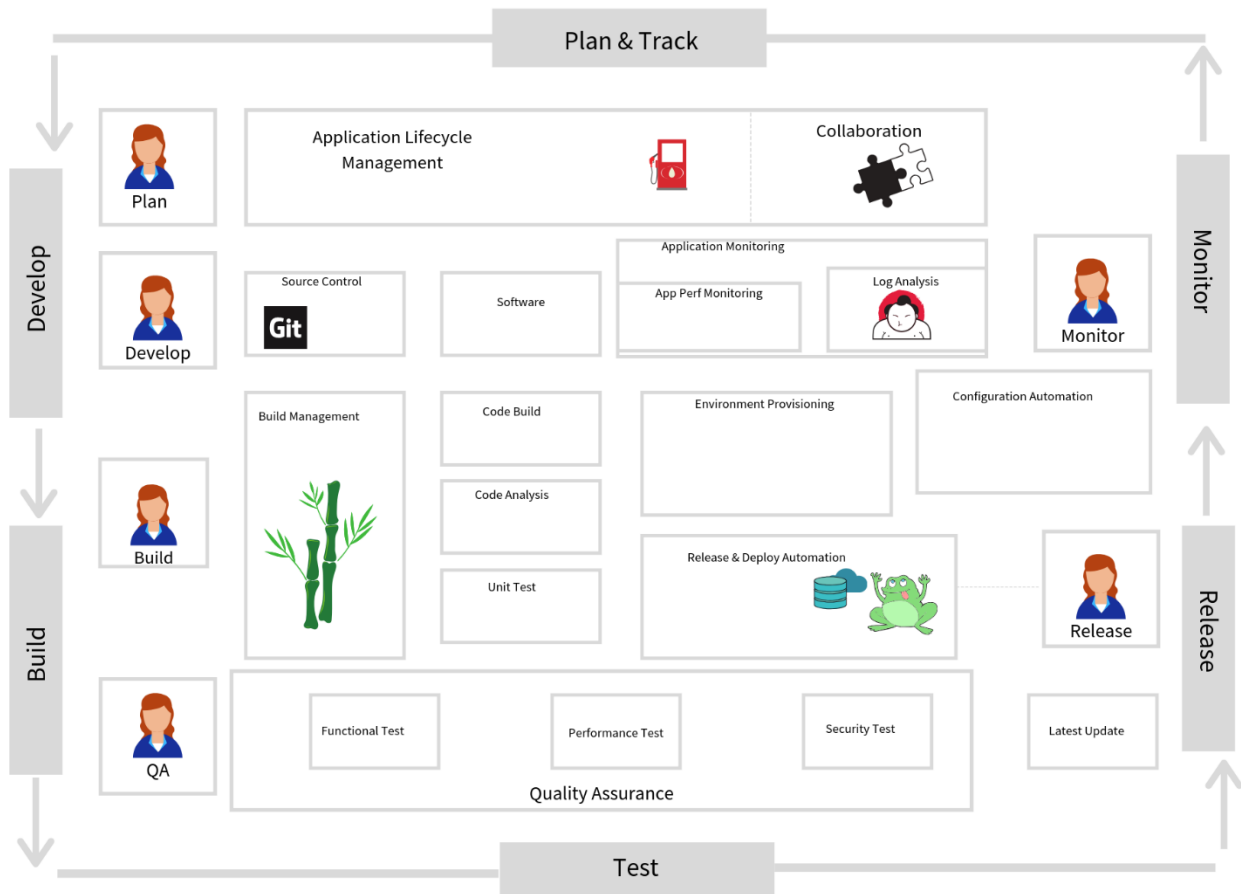 Plan & Track
Application Lifecycle
Management
Collaboration
Plan
Develop
Monitor
Application Monitoring
Source Control
Git
Software
App Perf Monitoring
Log Analysis
Develop
Monitor
Build Management
Code Build
Environment Provisioning
Configuration Automation
Code Analysis
Build
Release & Deploy Automation
Unit Test
Release
Build
Release
Functional Test
Performance Test
Security Test
Latest Update
QA
Quality Assurance
Test